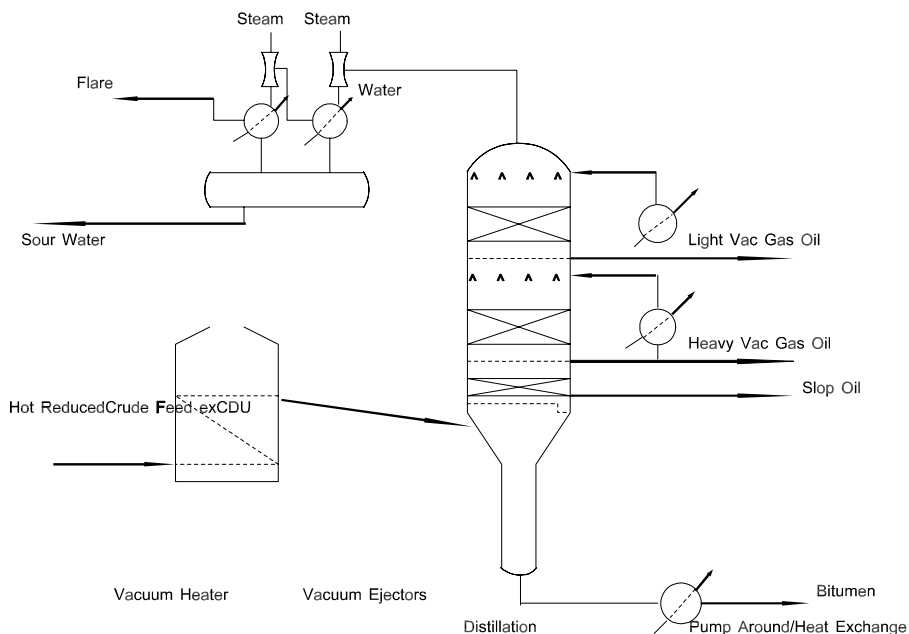 Steam
Steam
Flare
Water
Sour Water
Light Vac Gas Oil
Heavy Vac Gas Oil
Slop Oil
Hot ReducedCrude Feed exCDU
Bitumen
Vacuum Heater
Vacuum Ejectors
Distillation
Pump Around/Heat Exchange